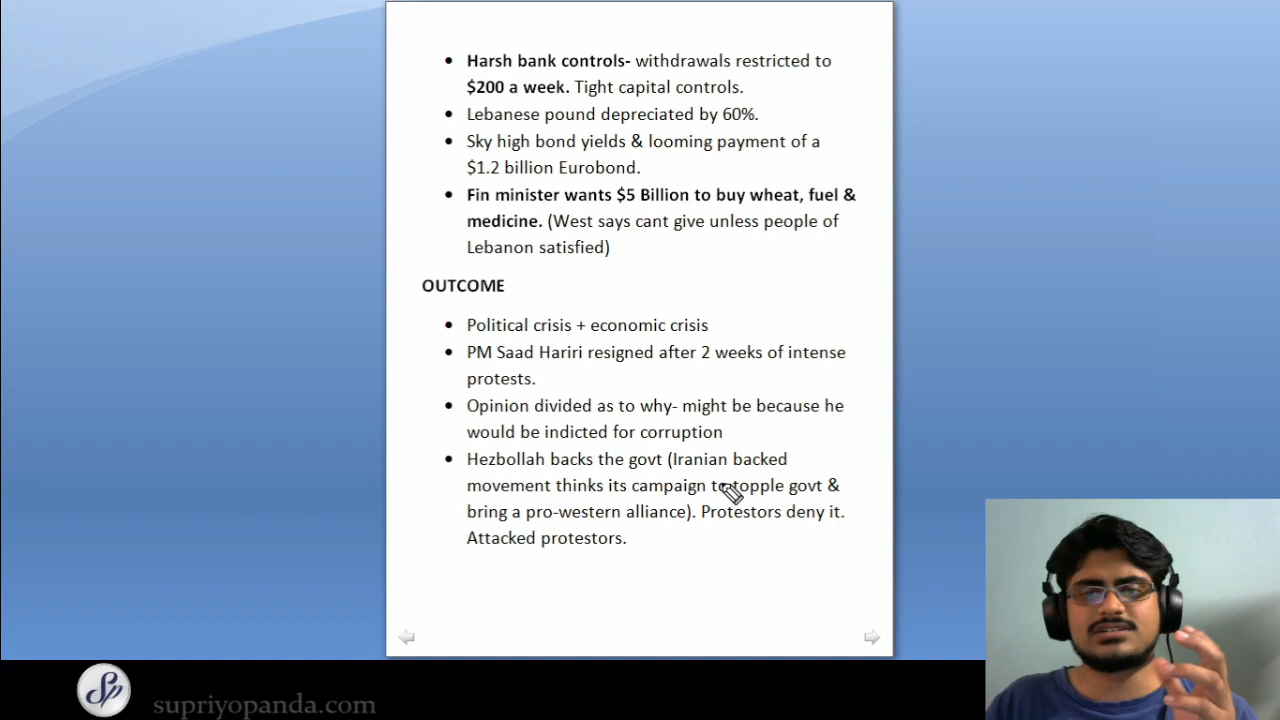 Harsh bank controls- withdrawals restricted to
$200 a week. Tight capital controls.
Lebanese pound depreciated by 60%.
Sky high bond yields & looming payment of a
$1.2 billion Eurobond.
Fin minister wants $5 Billion to buy wheat, fuel &
medicine. (West says cant give unless people of
Lebanon satisfied)
OUTCOME
Political crisis + economic crisis
PM Saad Hariri resigned after 2 weeks of intense
protests.
Opinion divided as to why- might be because he
would be indicted for corruption
Hezbollah backs the govt (Iranian backed
movement thinks its campaign to topple govt &
bring a pro-western alliance). Protestors deny it.
Attacked protestors.
supriyopanda.com